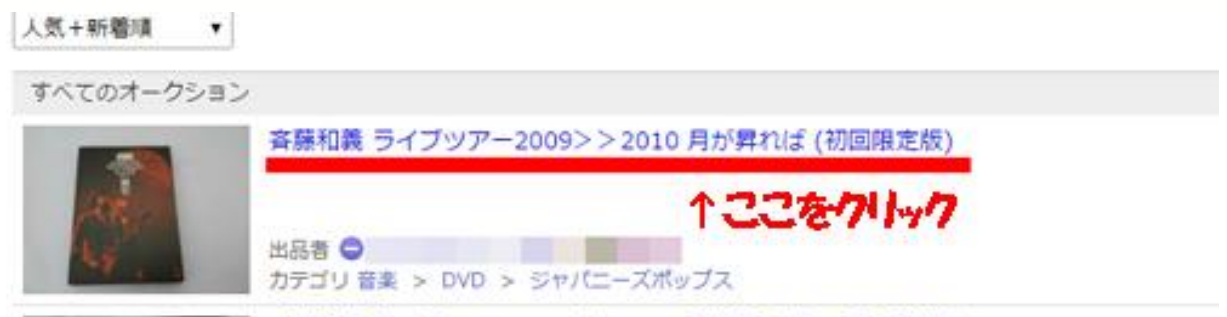 人気+新着順 ▼
すべてのオークション
斉藤和義 ライブツアー2009>>2010 月が昇れば (初回限定版)
↑ここをクリック
出品者
カテゴリ 音楽 > DVD > ジャパニーズポップス